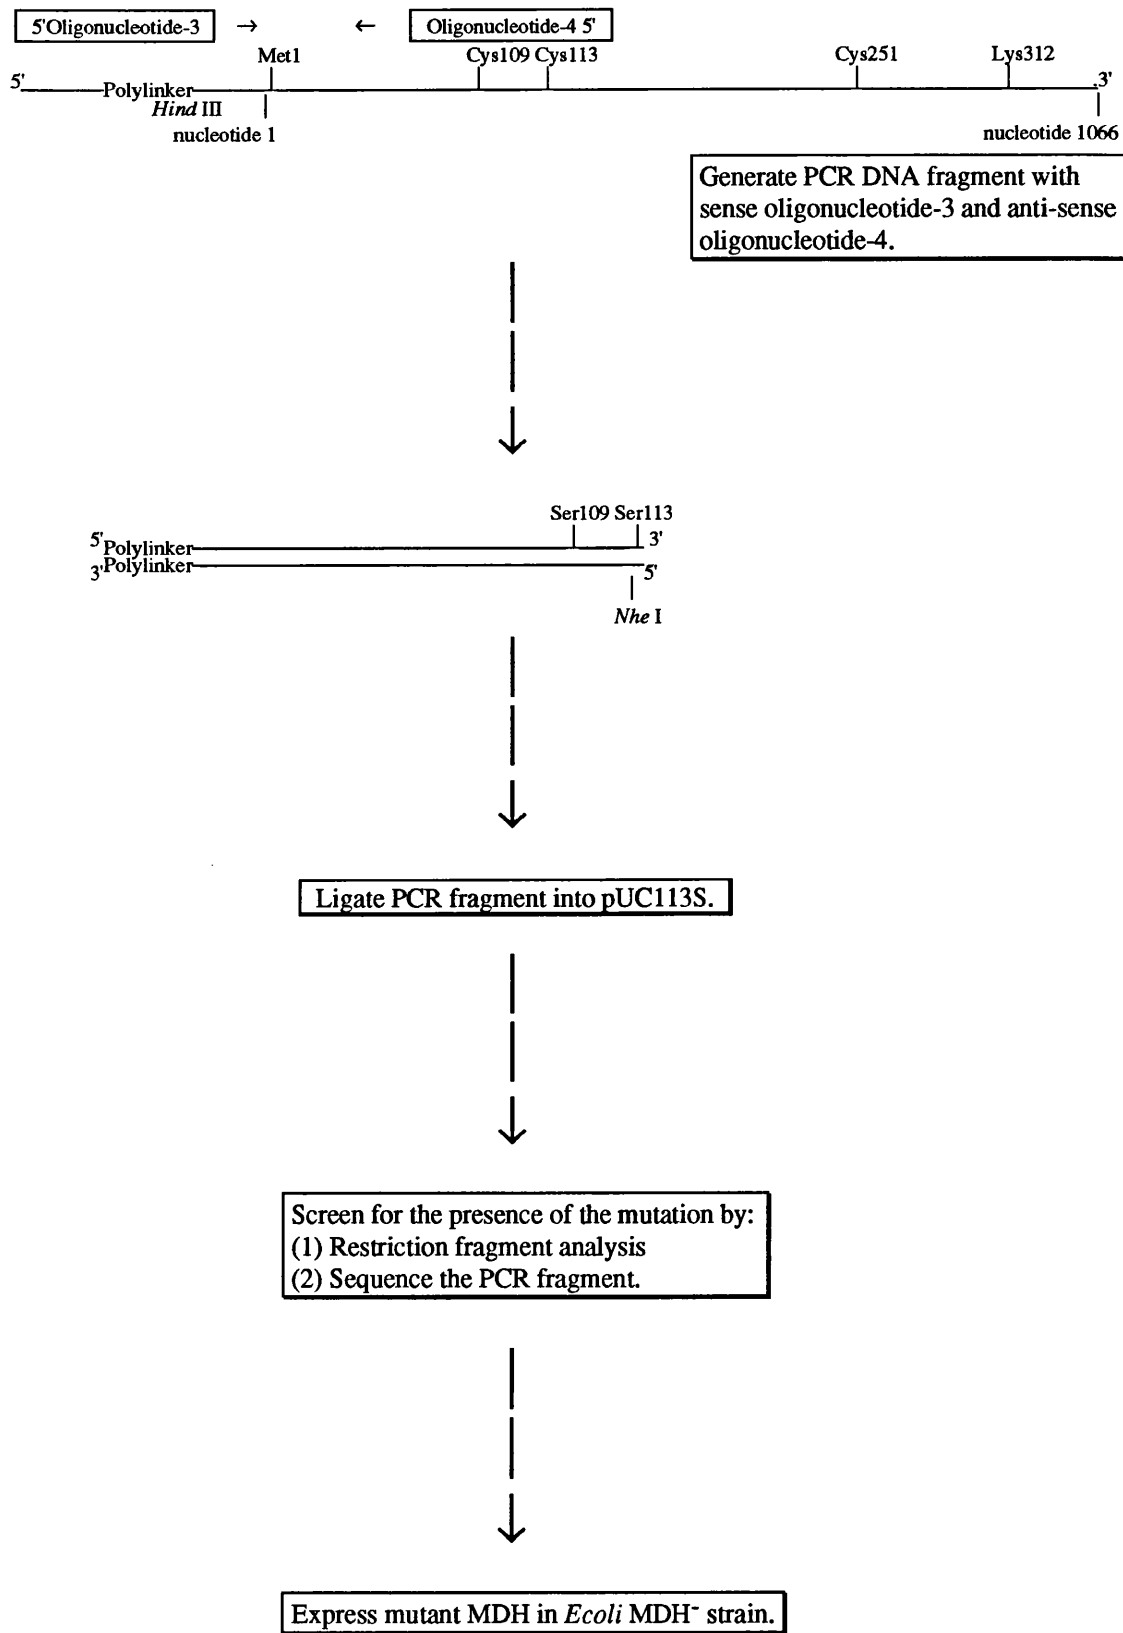 5'Oligonucleotide-3 → ← Oligonucleotide-4 5'
Met1 Cys109 Cys113 Cys251 Lys312
5' Polylinker 3'
Hind III
nucleotide 1 nucleotide 1066
Generate PCR DNA fragment with
sense oligonucleotide-3 and anti-sense
oligonucleotide-4.
Ser109 Ser113
5'Polylinker 3'
3'Polylinker 5'
Nhe I
Ligate PCR fragment into pUC113S.
Screen for the presence of the mutation by:
(1) Restriction fragment analysis
(2) Sequence the PCR fragment.
Express mutant MDH in Ecoli MDH⁻ strain.